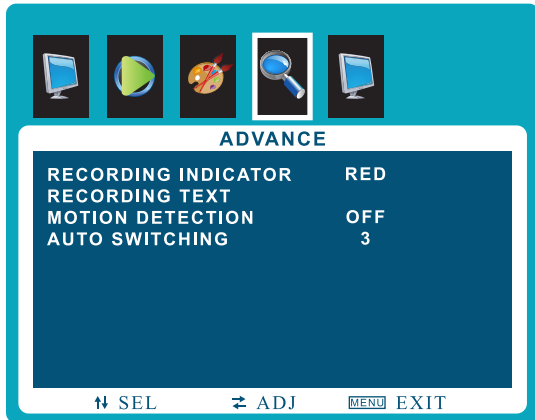 ADVANCE
RECORDING INDICATOR RED
RECORDING TEXT
MOTION DETECTION OFF
AUTO SWITCHING 3
SEL ADJ MENU EXIT